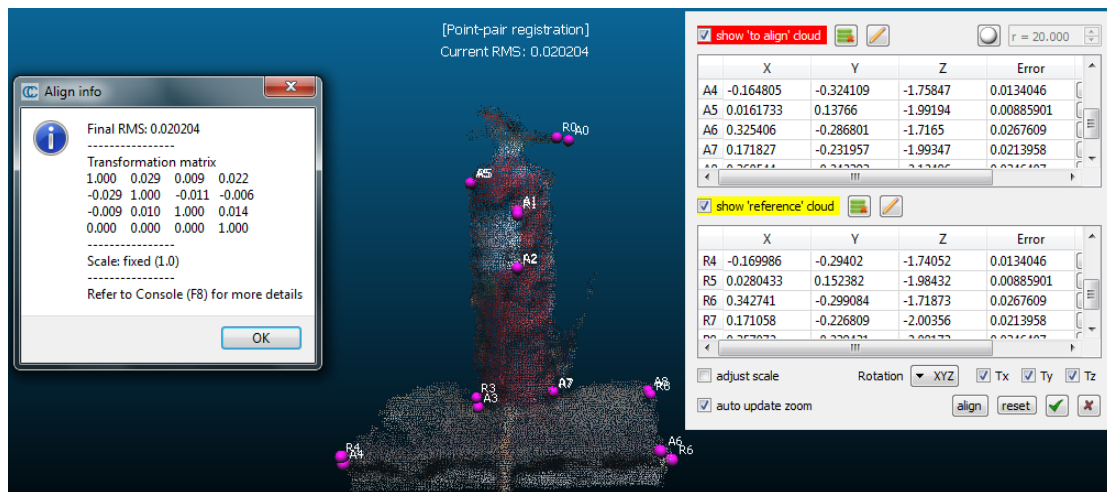 [Point-pair registration]
Current RMS: 0.020204
Align info
Final RMS: 0.020204
----------------
Transformation matrix
1.000 0.029 0.009 0.022
-0.029 1.000 -0.011 -0.006
-0.009 0.010 1.000 0.014
0.000 0.000 0.000 1.000
----------------
Scale: fixed (1.0)
----------------
Refer to Console (F8) for more details
OK
R0 A0
A1
A2
R3
A3
A7
R8
A6
R6
R4
A4
show 'to align' cloud
r = 20.000
X Y Z Error
A4 -0.164805 -0.324109 -1.75847 0.0134046
A5 0.0161733 0.13766 -1.99194 0.00885901
A6 0.325406 -0.286801 -1.7165 0.0267609
A7 0.171827 -0.231957 -1.99347 0.0213958
show 'reference' cloud
X Y Z Error
R4 -0.169986 -0.29402 -1.74052 0.0134046
R5 0.0280433 0.152382 -1.98432 0.00885901
R6 0.342741 -0.299084 -1.71873 0.0267609
R7 0.171058 -0.226809 -2.00356 0.0213958
adjust scale Rotation XYZ Tx Ty Tz
auto update zoom align reset